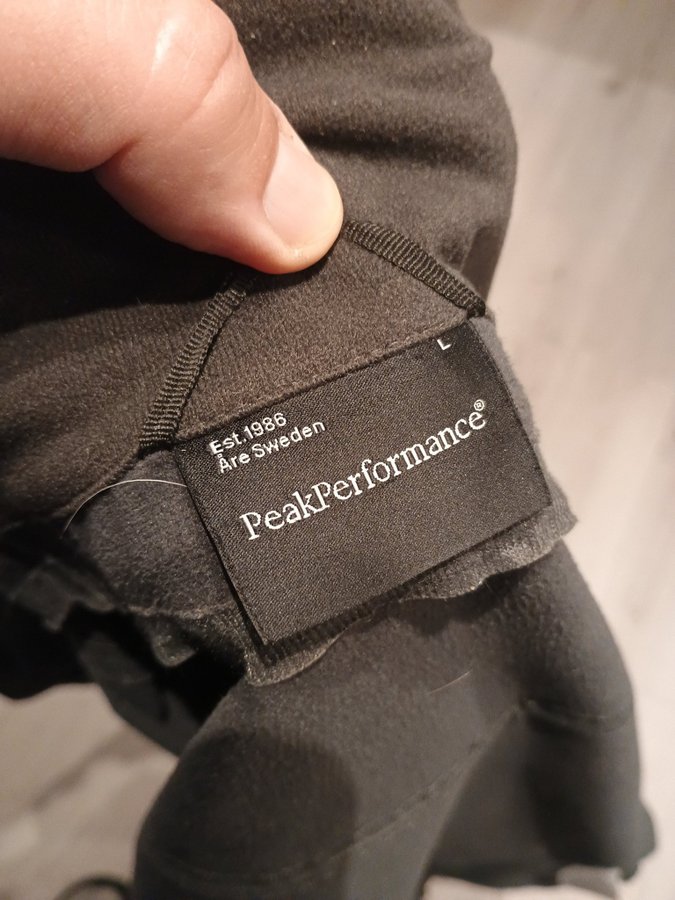 L
Est.1986
Åre Sweden
PeakPerformance®